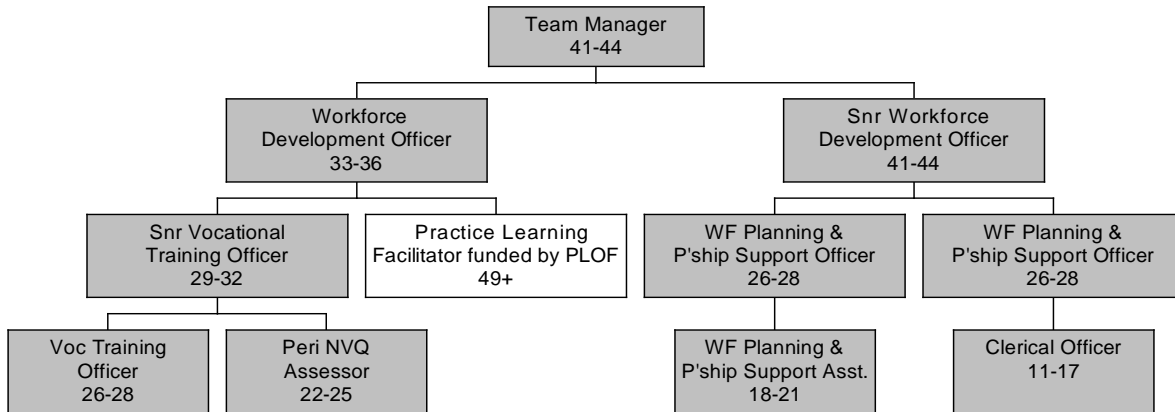 Team Manager
41-44
Workforce
Development Officer
33-36
Snr Workforce
Development Officer
41-44
Snr Vocational
Training Officer
29-32
Practice Learning
Facilitator funded by PLOF
49+
WF Planning &
P'ship Support Officer
26-28
WF Planning &
P'ship Support Officer
26-28
Voc Training
Officer
26-28
Peri NVQ
Assessor
22-25
WF Planning &
P'ship Support Asst.
18-21
Clerical Officer
11-17